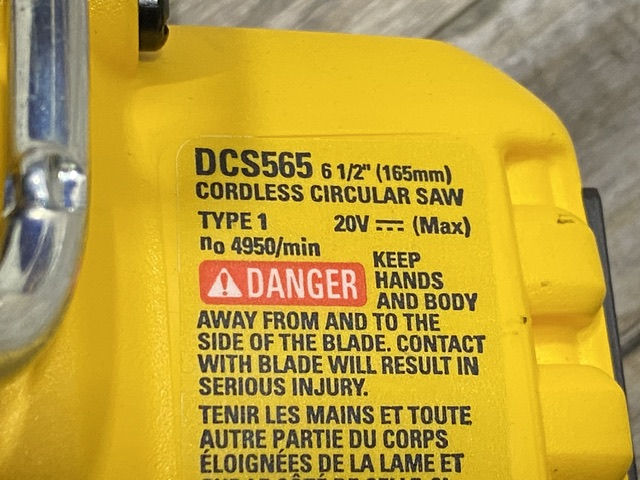 DCS565 6 1/2" (165mm)
CORDLESS CIRCULAR SAW
TYPE 1 20V ⎓ (Max)
no 4950/min
⚠ DANGER KEEP
HANDS
AND BODY
AWAY FROM AND TO THE
SIDE OF THE BLADE. CONTACT
WITH BLADE WILL RESULT IN
SERIOUS INJURY.
TENIR LES MAINS ET TOUTE
AUTRE PARTIE DU CORPS
ÉLOIGNÉES DE LA LAME ET